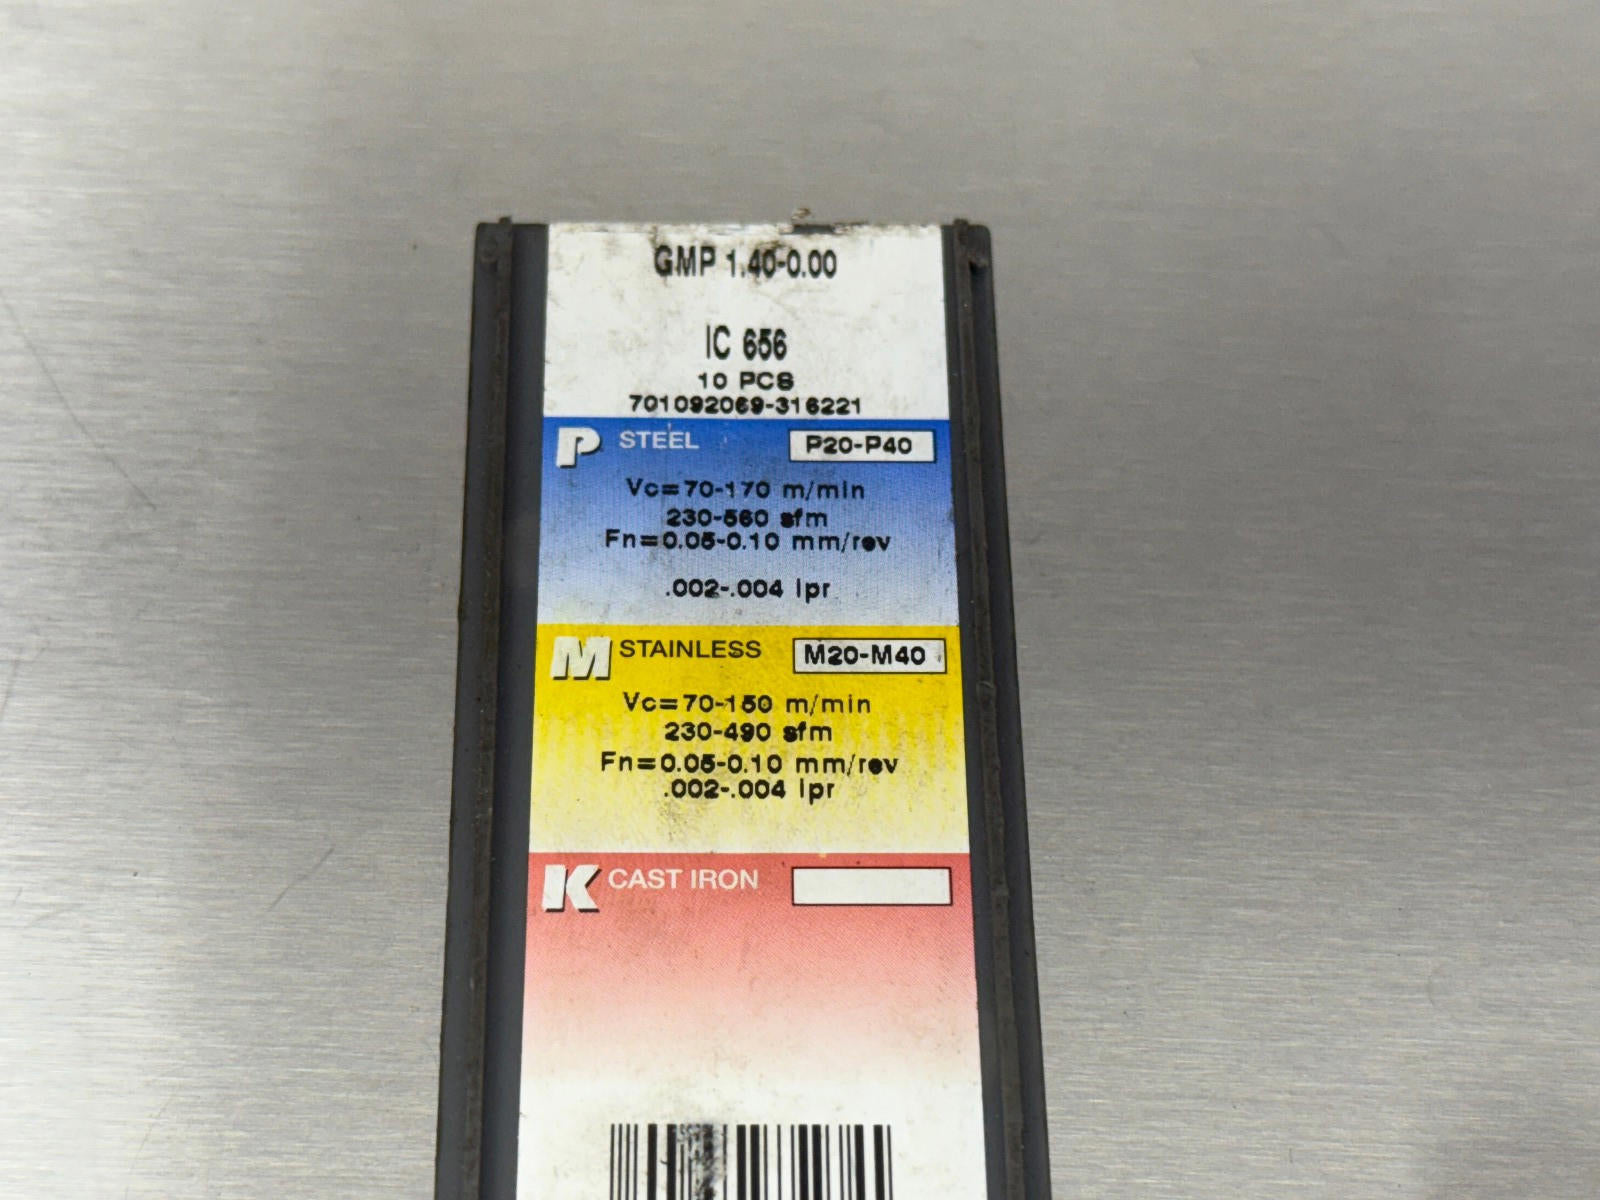 GMP 1.40-0.00
IC 656
10 PCS
701092069-316221
P STEEL P20-P40
Vc=70-170 m/min
230-560 sfm
Fn=0.05-0.10 mm/rev
.002-.004 ipr
M STAINLESS M20-M40
Vc=70-150 m/min
230-490 sfm
Fn=0.05-0.10 mm/rev
.002-.004 ipr
K CAST IRON